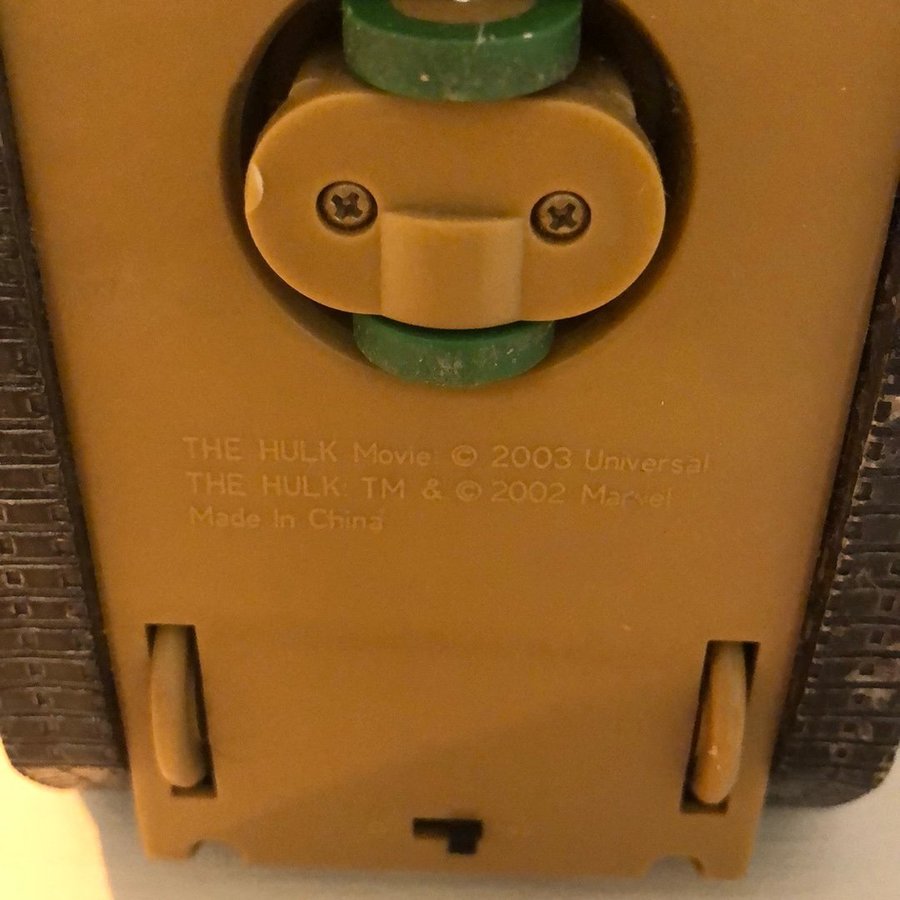 THE HULK Movie © 2003 Universal
THE HULK TM & © 2002 Marvel
Made In China